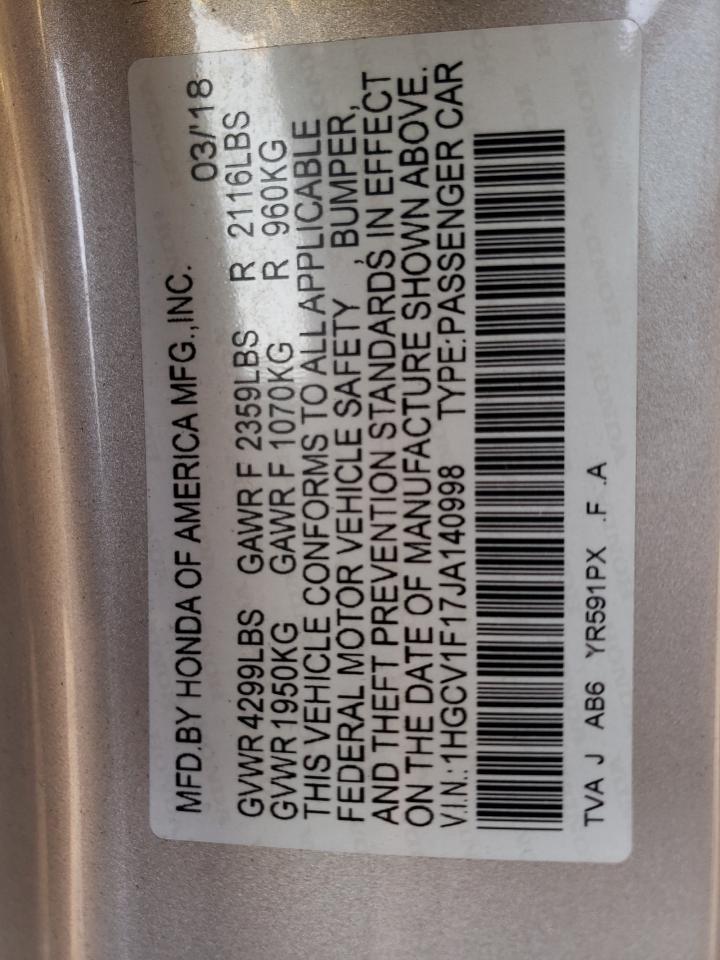 MFD.BY HONDA OF AMERICA MFG.,INC. 03/'18
GVWR 4299LBS GAWR F 2359LBS R 2116LBS
GVWR 1950KG GAWR F 1070KG R 960KG
THIS VEHICLE CONFORMS TO ALL APPLICABLE
FEDERAL MOTOR VEHICLE SAFETY , BUMPER,
AND THEFT PREVENTION STANDARDS IN EFFECT
ON THE DATE OF MANUFACTURE SHOWN ABOVE.
V.I.N.:1HGCV1F17JA140998 TYPE:PASSENGER CAR
TVA J AB6 YR591PX .F .A